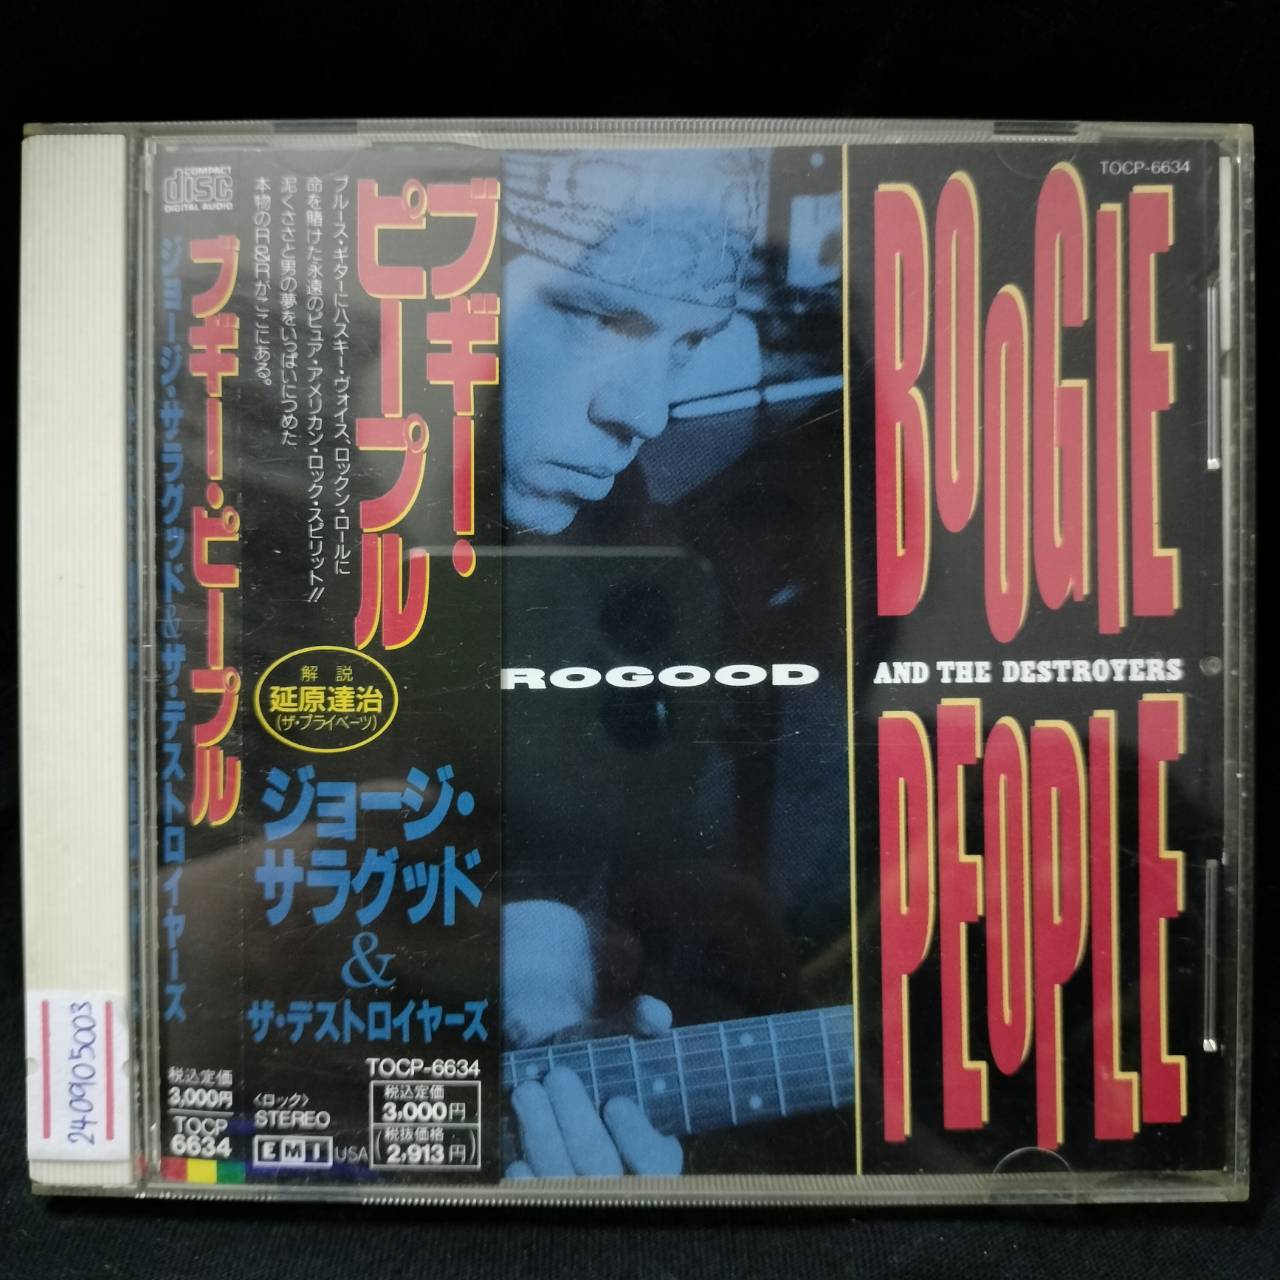 COMPACT
disc
DIGITAL AUDIO
ブギー・ピープル
ジョージ・サラグッド&ザ・デストロイヤーズ
税込定価
3,000円
TOCP
6634
ブギー・
ピープル
ブルース・ギターにハスキー・ヴォイス、ロックン・ロールに
命を賭けた永遠のピュア・アメリカン・ロック・スピリット!!
泥くささと男の夢をいっぱいにつめた
本物のR&Rがここにある。
解説
延原達治
(ザ・プライベーツ)
ジョージ・
サラグッド
&
ザ・デストロイヤーズ
TOCP-6634
〈ロック〉
STEREO
EMI USA
税込定価
3,000円
(税抜価格
2,913円)
ROGOOD
TOCP-6634
BOOGIE
AND THE DESTROYERS
PEOPLE
240905003